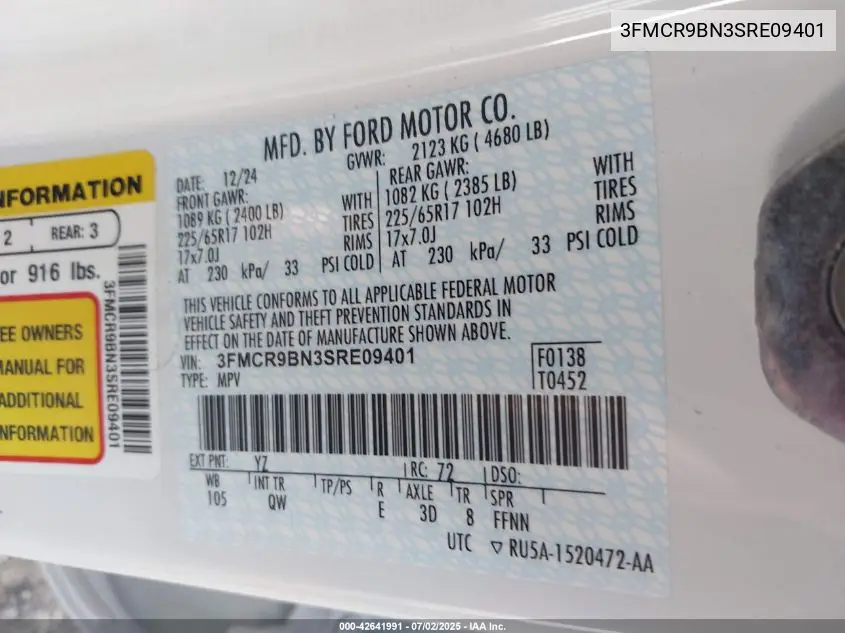 3FMCR9BN3SRE09401
NFORMATION
2 REAR: 3
or 916 lbs.
EE OWNERS
MANUAL FOR
ADDITIONAL
NFORMATION
3FMCR9BN3SRE09401
MFD. BY FORD MOTOR CO.
DATE: 12/24 GVWR: 2123 KG ( 4680 LB)
FRONT GAWR: REAR GAWR:
1089 KG ( 2400 LB) WITH 1082 KG ( 2385 LB) WITH
225/65R17 102H TIRES 225/65R17 102H TIRES
17x7.0J RIMS 17x7.0J RIMS
AT 230 kPa/ 33 PSI COLD AT 230 kPa/ 33 PSI COLD
THIS VEHICLE CONFORMS TO ALL APPLICABLE FEDERAL MOTOR
VEHICLE SAFETY AND THEFT PREVENTION STANDARDS IN
EFFECT ON THE DATE OF MANUFACTURE SHOWN ABOVE.
VIN: 3FMCR9BN3SRE09401 F0138
TYPE: MPV T0452
EXT PNT: YZ RC: 72 DSO:
WB INT TR TP/PS R AXLE TR SPR
105 QW E 3D 8 FFNN
UTC ▽ RU5A-1520472-AA
000-42641991 - 07/02/2025 - IAA Inc.